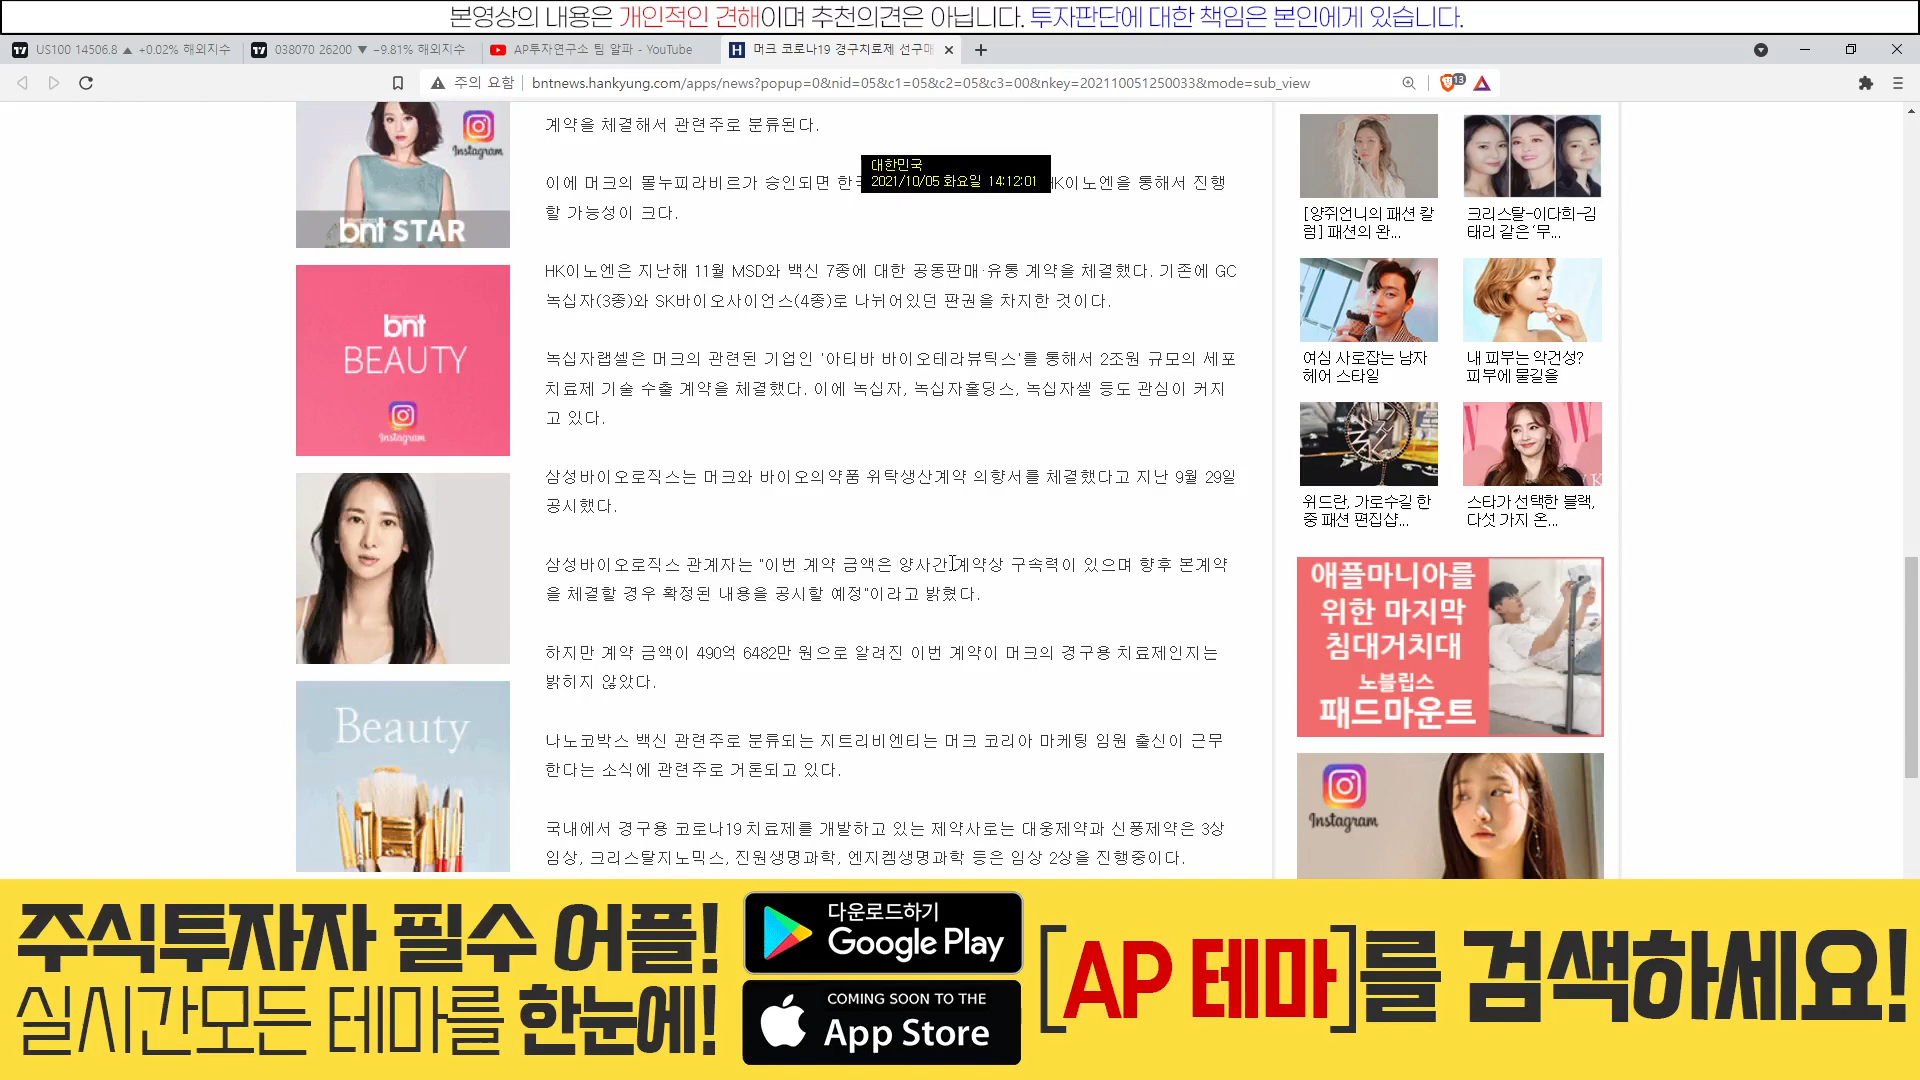 본영상의 내용은 개인적인 견해이며 추천의견은 아닙니다. 투자판단에 대한 책임은 본인에게 있습니다.
US100 14506.8 ▲ +0.02% 해외지수
038070 26200 ▼ −9.81% 해외지수
AP투자연구소 팀 알파 - YouTube
머크 코로나19 경구치료제 선구매
주의 요함
bntnews.hankyung.com/apps/news?popup=0&nid=05&c1=05&c2=05&c3=00&nkey=202110051250033&mode=sub_view
13
계약을 체결해서 관련주로 분류된다.
대한민국
2021/10/05 화요일 14:12:01
이에 머크의 몰누피라비르가 승인되면 한국 HK이노엔을 통해서 진행
할 가능성이 크다.
HK이노엔은 지난해 11월 MSD와 백신 7종에 대한 공동판매·유통 계약을 체결했다. 기존에 GC
녹십자(3종)와 SK바이오사이언스(4종)로 나뉘어있던 판권을 차지한 것이다.
녹십자랩셀은 머크의 관련된 기업인 '아티바 바이오테라뷰틱스'를 통해서 2조원 규모의 세포
치료제 기술 수출 계약을 체결했다. 이에 녹십자, 녹십자홀딩스, 녹십자셀 등도 관심이 커지
고 있다.
삼성바이오로직스는 머크와 바이오의약품 위탁생산계약 의향서를 체결했다고 지난 9월 29일
공시했다.
삼성바이오로직스 관계자는 "이번 계약 금액은 양사간 계약상 구속력이 있으며 향후 본계약
을 체결할 경우 확정된 내용을 공시할 예정"이라고 밝혔다.
하지만 계약 금액이 490억 6482만 원으로 알려진 이번 계약이 머크의 경구용 치료제인지는
밝히지 않았다.
나노코박스 백신 관련주로 분류되는 지트리비엔티는 머크 코리아 마케팅 임원 출신이 근무
한다는 소식에 관련주로 거론되고 있다.
국내에서 경구용 코로나19 치료제를 개발하고 있는 제약사로는 대웅제약과 신풍제약은 3상
임상, 크리스탈지노믹스, 진원생명과학, 엔지켐생명과학 등은 임상 2상을 진행중이다.
Instagram
bnt STAR
bnt
BEAUTY
Instagram
Beauty
[양쥐언니의 패션 칼
럼] 패션의 완...
크리스탈-이다희-김
태리 같은 '무...
여심 사로잡는 남자
헤어 스타일
내 피부는 악건성?
피부에 물길을
위드란, 가로수길 한
중 패션 편집샵...
스타가 선택한 블랙,
다섯 가지 온...
애플마니아를
위한 마지막
침대거치대
노블립스
패드마운트
Instagram
주식투자자 필수 어플!
실시간모든 테마를 한눈에!
다운로드하기
Google Play
COMING SOON TO THE
App Store
[AP 테마]를 검색하세요!